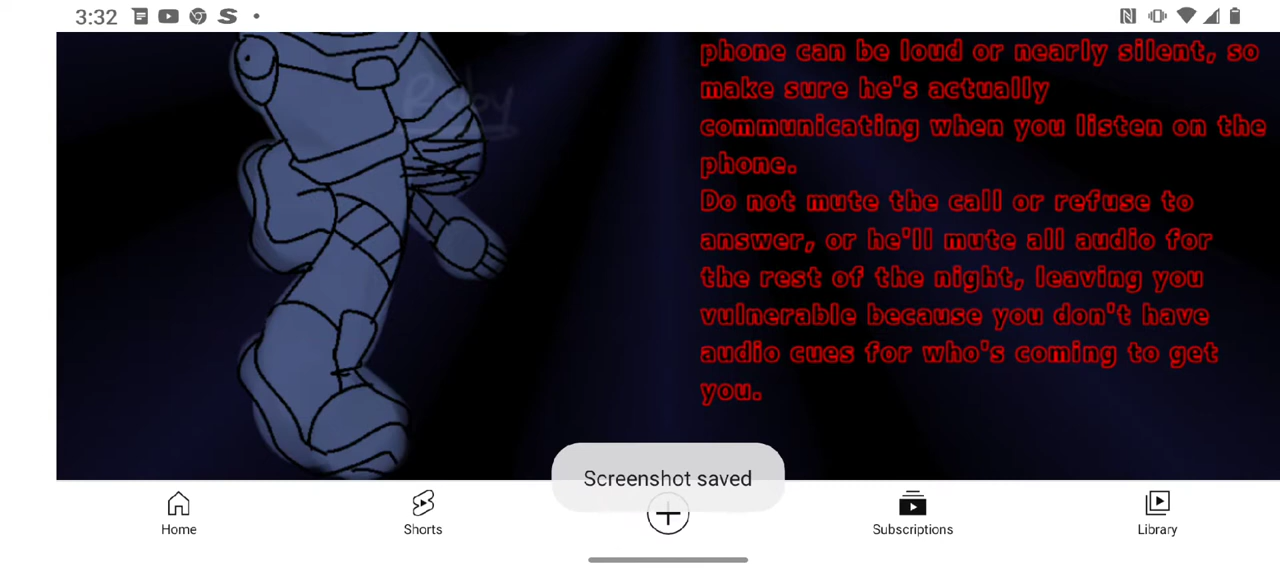 3:32
Ruby
phone can be loud or nearly silent, so
make sure he's actually
communicating when you listen on the
phone.
Do not mute the call or refuse to
answer, or he'll mute all audio for
the rest of the night, leaving you
vulnerable because you don't have
audio cues for who's coming to get
you.
Screenshot saved
Home
Shorts
Subscriptions
Library